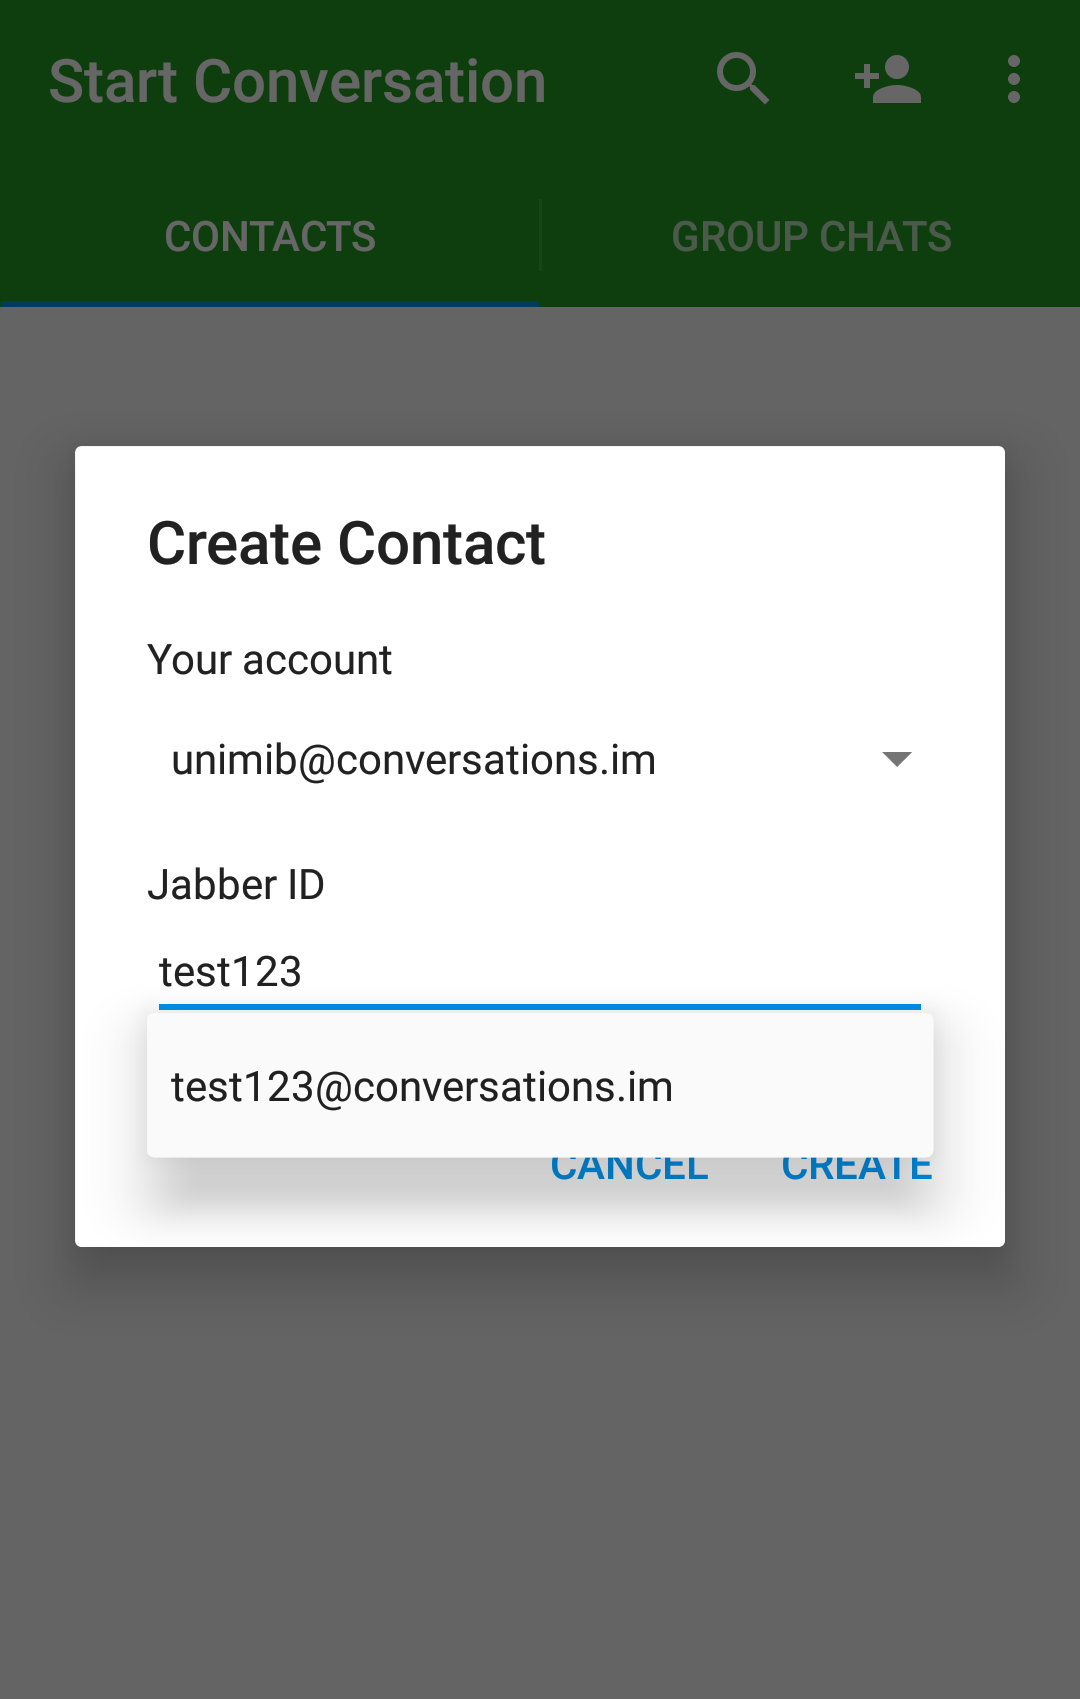 Start Conversation
CONTACTS
GROUP CHATS
Create Contact
Your account
unimib@conversations.im
Jabber ID
test123
test123@conversations.im
CANCEL
CREATE